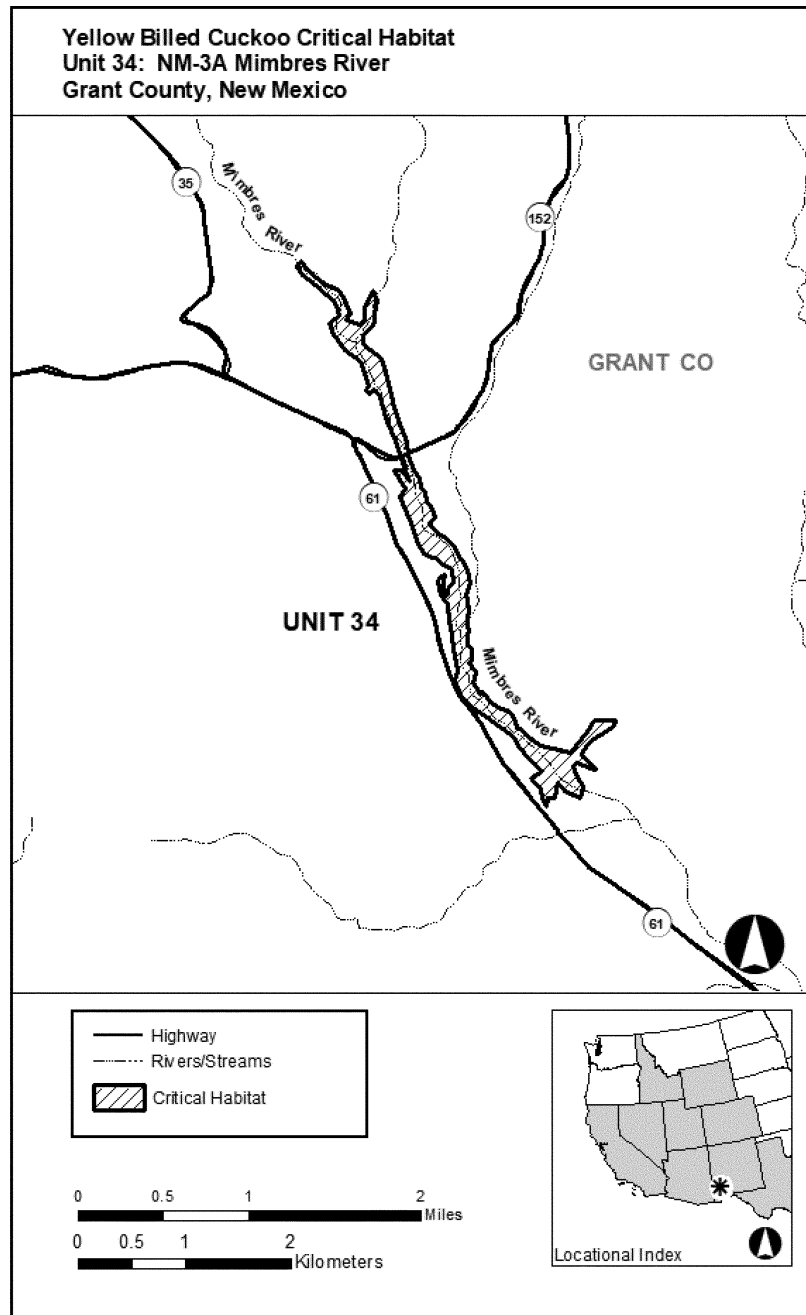 Yellow Billed Cuckoo Critical Habitat
Unit 34: NM-3A Mimbres River
Grant County, New Mexico
Mimbres River
35
152
GRANT CO
61
UNIT 34
Mimbres River
61
Highway
Rivers/Streams
Critical Habitat
0 0.5 1 2
Miles
0 0.5 1 2
Kilometers
Locational Index